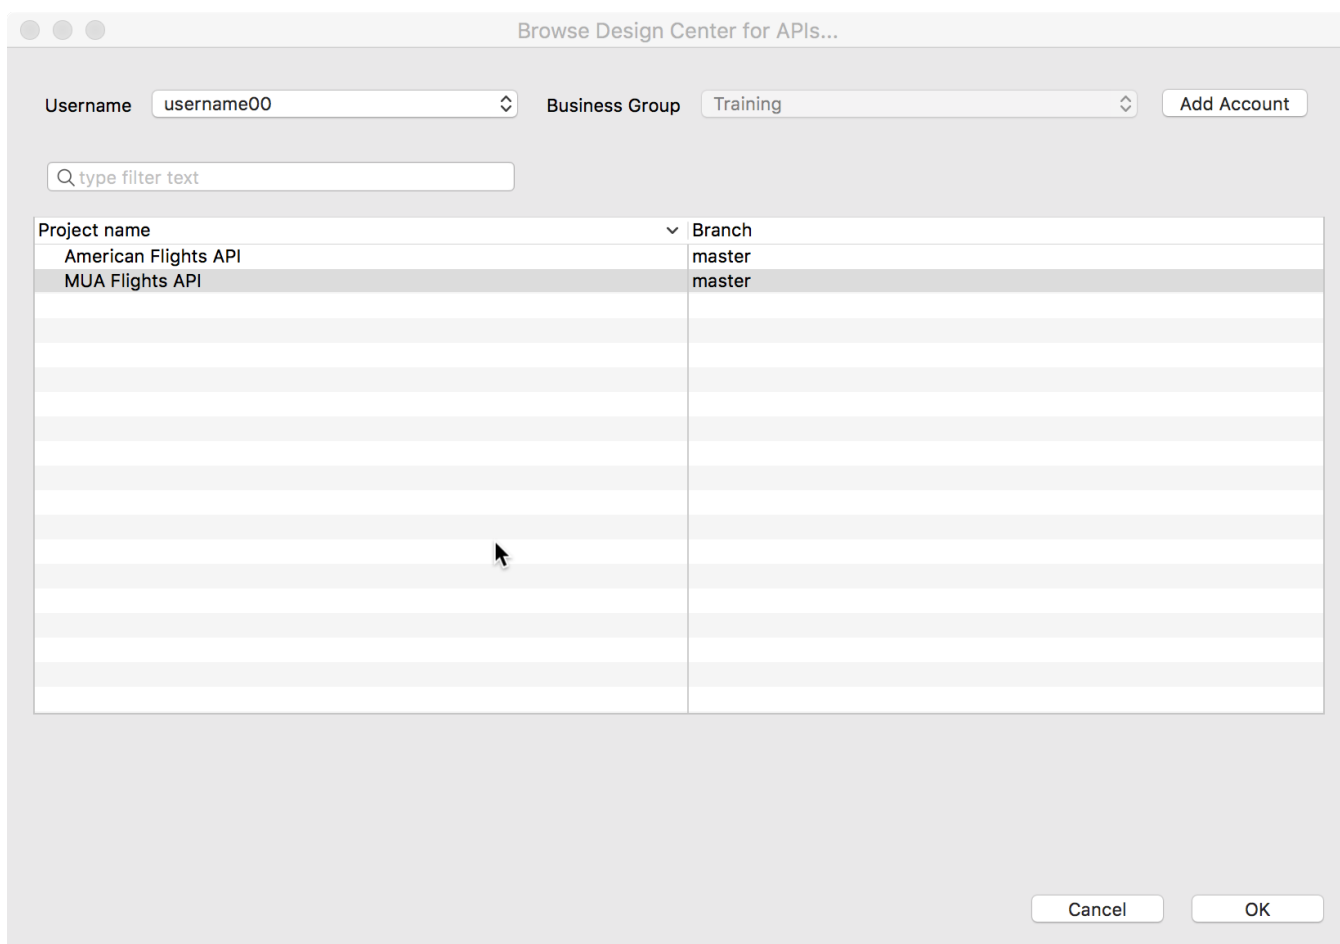 Browse Design Center for APIs...
Username username00 Business Group Training Add Account
type filter text
Project name Branch
American Flights API master
MUA Flights API master
Cancel OK